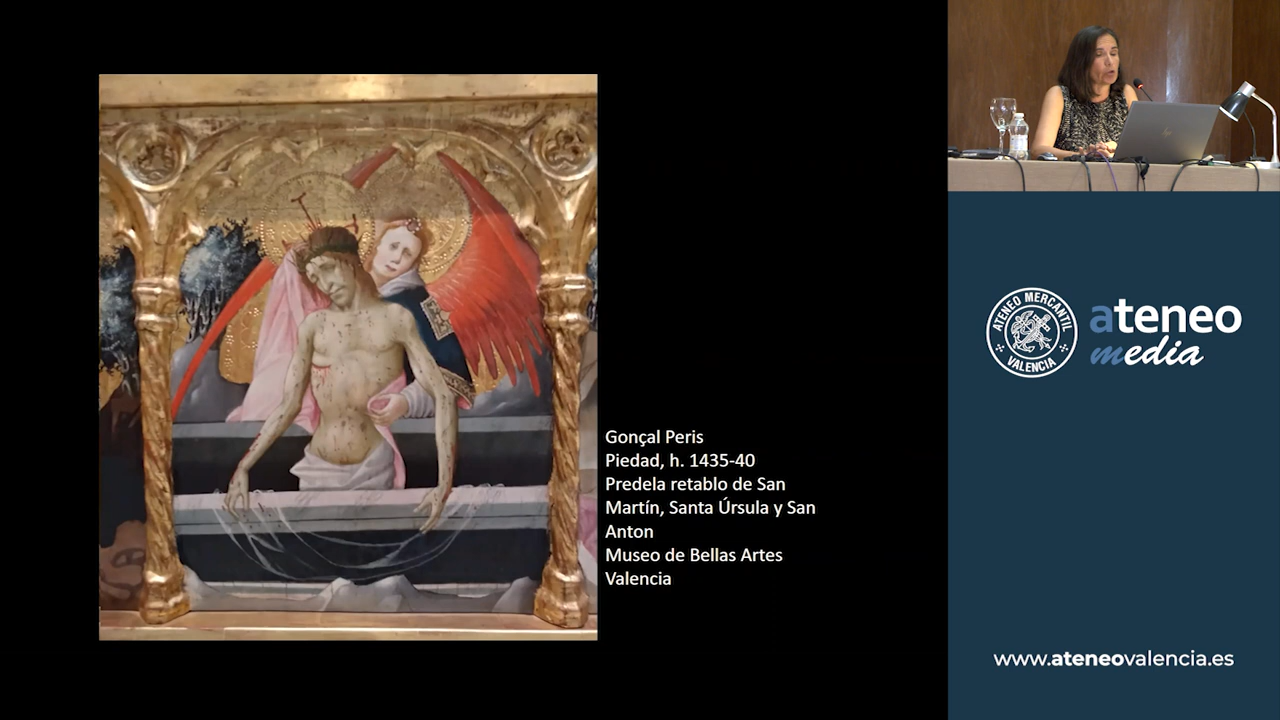 Gonçal Peris
Piedad, h. 1435-40
Predela retablo de San
Martín, Santa Úrsula y San
Anton
Museo de Bellas Artes
Valencia
ATENEO MERCANTIL
VALENCIA
ateneo
media
www.ateneovalencia.es